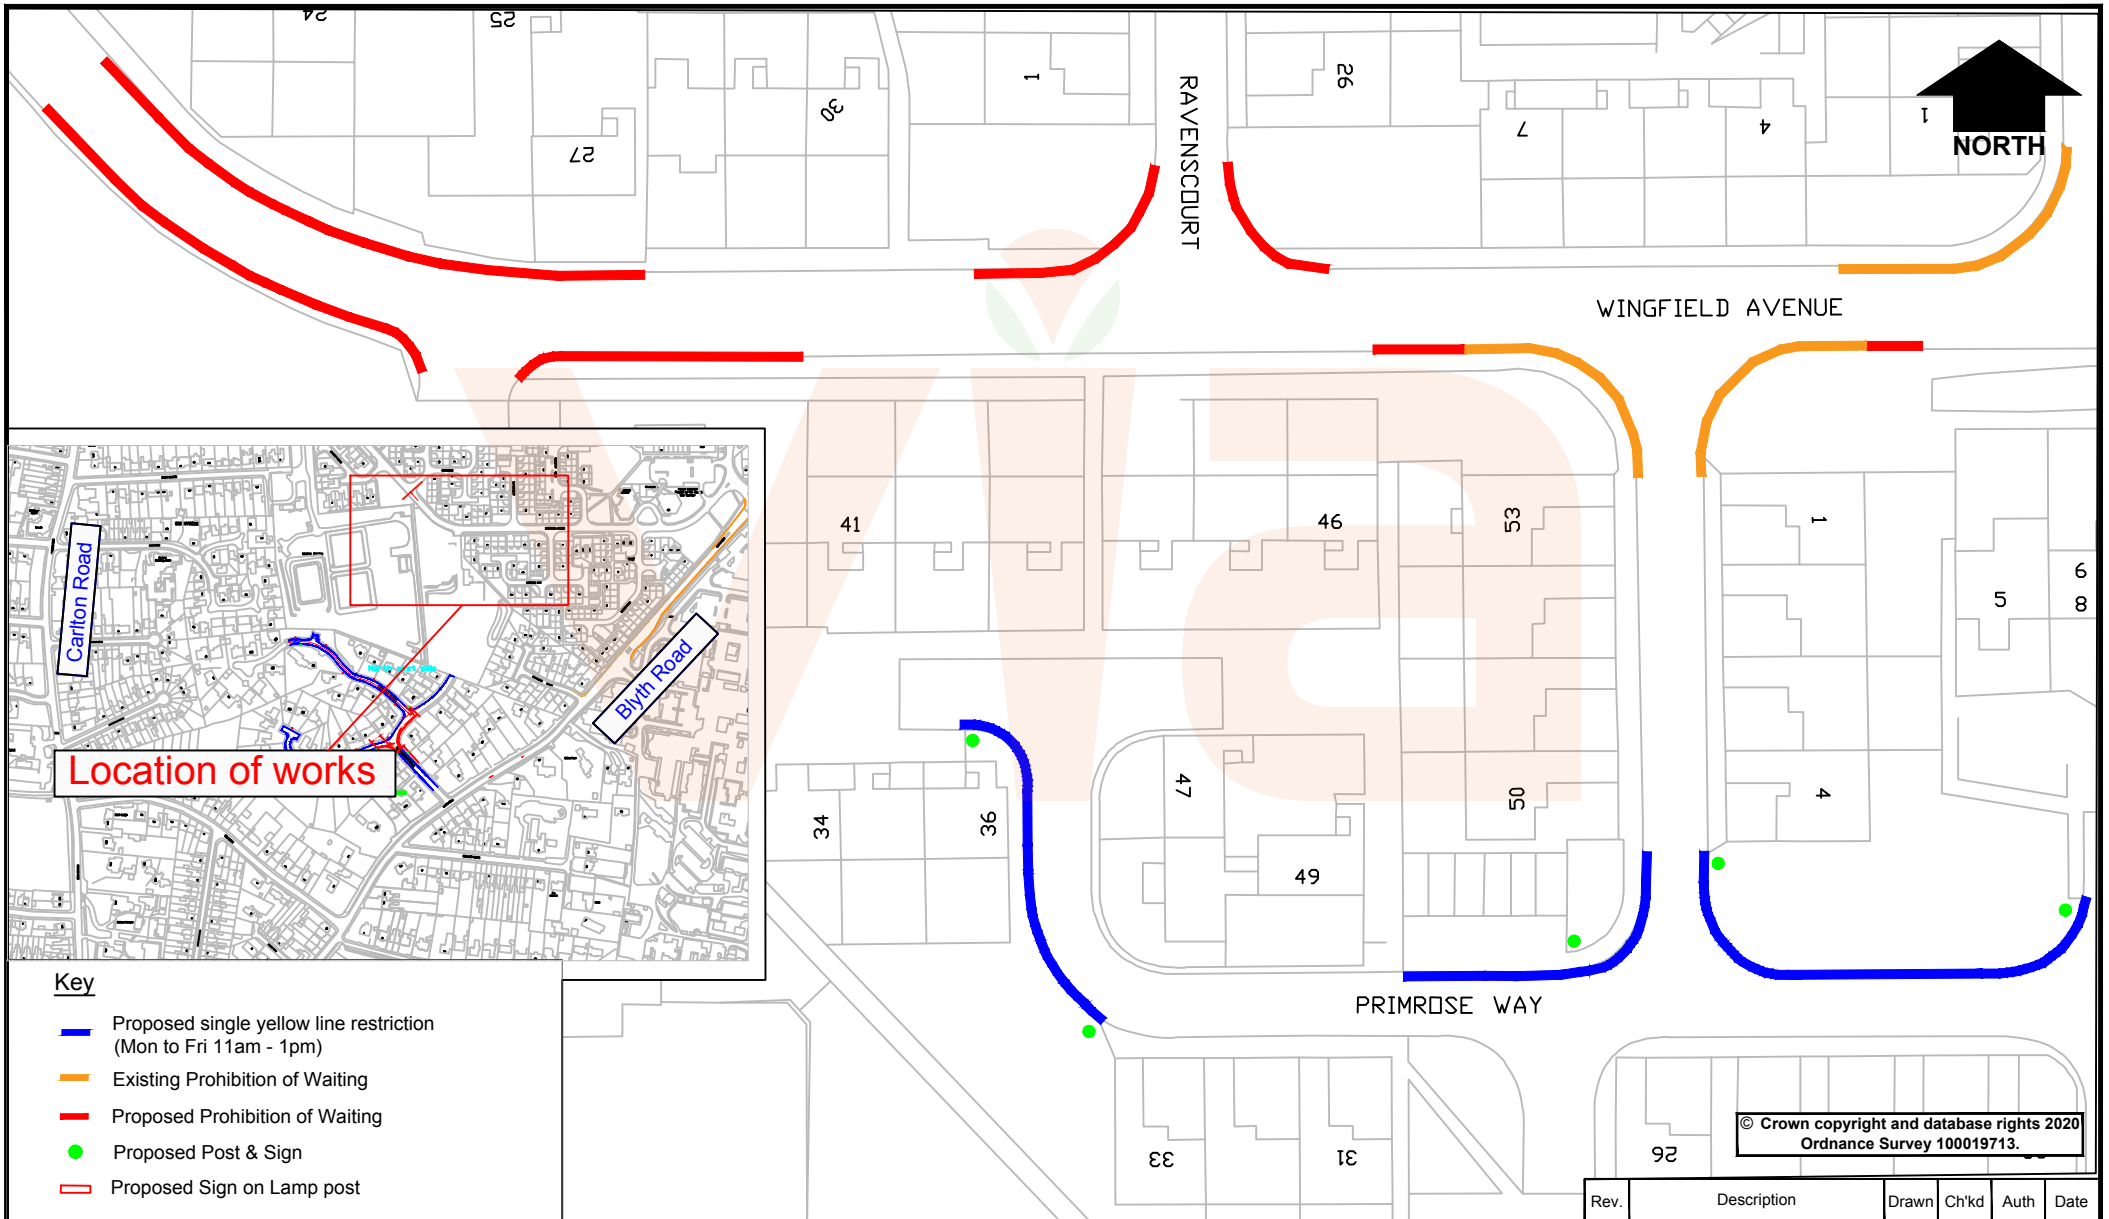 24
25
27
30
1
RAVENSCOURT
26
7
4
1
NORTH
WINGFIELD AVENUE
via
41
46
53
1
5
6
8
Carlton Road
Blyth Road
Location of works
34
36
47
49
50
4
PRIMROSE WAY
33
31
26
Key
Proposed single yellow line restriction
(Mon to Fri 11am - 1pm)
Existing Prohibition of Waiting
Proposed Prohibition of Waiting
Proposed Post & Sign
Proposed Sign on Lamp post
© Crown copyright and database rights 2020
Ordnance Survey 100019713.
Rev. Description Drawn Ch'kd Auth Date